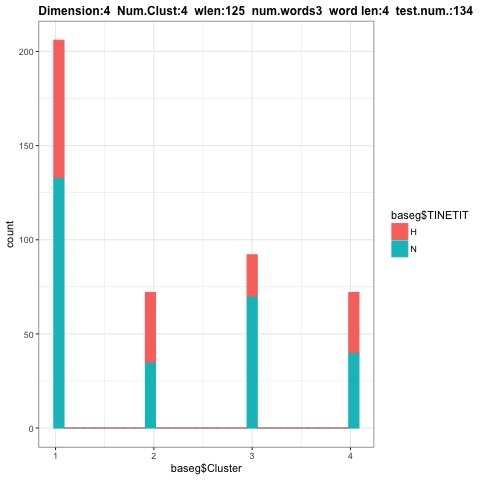 Dimension:4 Num.Clust:4 wlen:125 num.words3 word len:4 test.num.:134
200
150
100
50
0
count
1 2 3 4
baseg$Cluster
baseg$TINETIT
H
N